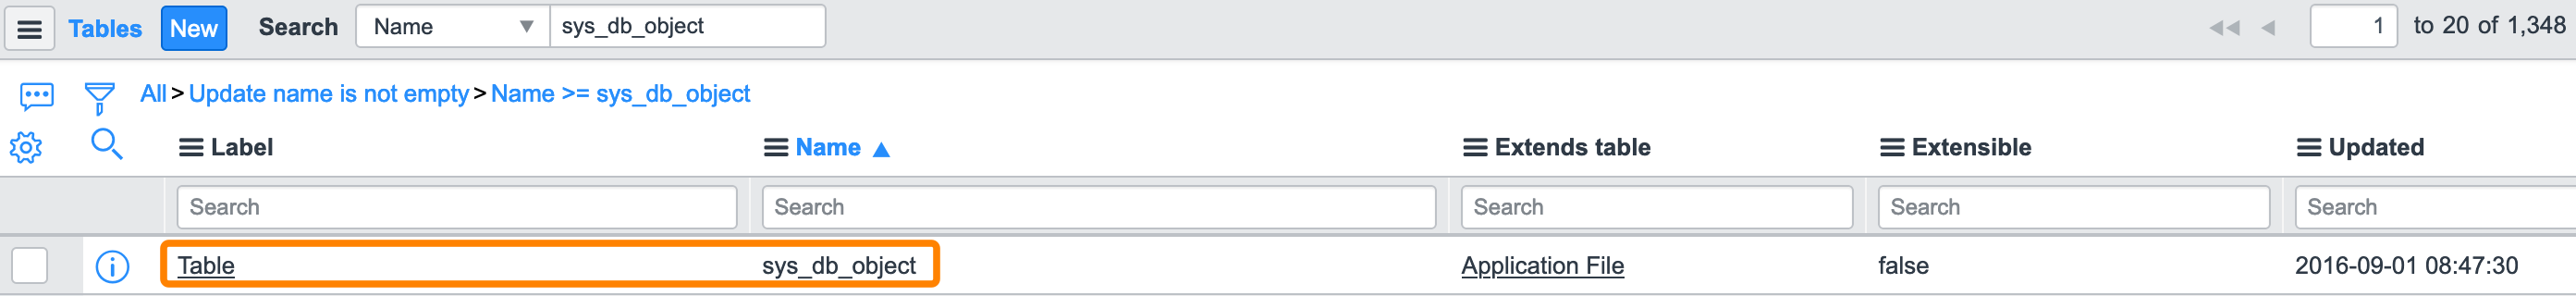 Tables New Search Name sys_db_object 1 to 20 of 1,348
All > Update name is not empty > Name >= sys_db_object
Label Name Extends table Extensible Updated
Search Search Search Search Search
Table sys_db_object Application File false 2016-09-01 08:47:30